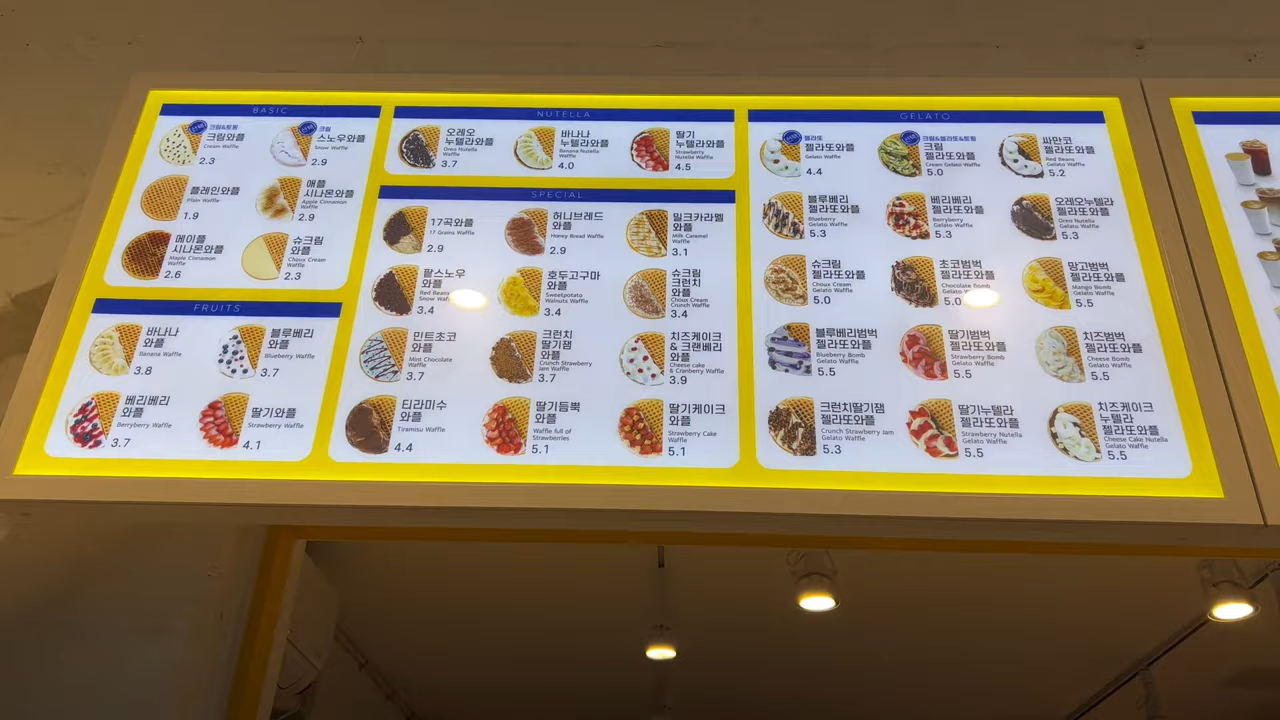 BASIC
선택! 크림&토핑
크림와플
Cream Waffle
2.3
선택! 크림
스노우와플
Snow Waffle
2.9
플레인와플
Plain Waffle
1.9
애플
시나몬와플
Apple Cinnamon
Waffle
2.9
메이플
시나몬와플
Maple Cinnamon
Waffle
2.6
슈크림
와플
Choux Cream
Waffle
2.3
FRUITS
바나나
와플
Banana Waffle
3.8
블루베리
와플
Blueberry Waffle
3.7
베리베리
와플
Berryberry Waffle
3.7
딸기와플
Strawberry Waffle
4.1
NUTELLA
오레오
누텔라와플
Oreo Nutella
Waffle
3.7
바나나
누텔라와플
Banana Nutella
Waffle
4.0
딸기
누텔라와플
Strawberry
Nutella Waffle
4.5
SPECIAL
17곡와플
17 Grains Waffle
2.9
허니브레드
와플
Honey Bread Waffle
2.9
밀크카라멜
와플
Milk Caramel
Waffle
3.1
팥스노우
와플
Red Beans
Snow Waffle
3.4
호두고구마
와플
Sweetpotato
Walnuts Waffle
3.4
슈크림
크런치
와플
Choux Cream
Crunch Waffle
3.4
민트초코
와플
Mint Chocolate
Waffle
3.7
크런치
딸기잼
와플
Crunch Strawberry
Jam Waffle
3.7
치즈케이크
&크랜베리
와플
Cheese cake
& Cranberry Waffle
3.9
티라미수
와플
Tiramisu Waffle
4.4
딸기듬뿍
와플
Waffle full of
Strawberries
5.1
딸기케이크
와플
Strawberry Cake
Waffle
5.1
GELATO
선택! 젤라또
젤라또와플
Gelato Waffle
4.4
선택! 크림&젤라또&토핑
크림
젤라또와플
Cream Gelato Waffle
5.0
싸만코
젤라또와플
Red Beans
Gelato Waffle
5.2
블루베리
젤라또와플
Blueberry
Gelato Waffle
5.3
베리베리
젤라또와플
Berryberry
Gelato Waffle
5.3
오레오누텔라
젤라또와플
Oreo Nutella
Gelato Waffle
5.3
슈크림
젤라또와플
Choux Cream
Gelato Waffle
5.0
초코범벅
젤라또와플
Chocolate Bomb
Gelato Waffle
5.0
망고범벅
젤라또와플
Mango Bomb
Gelato Waffle
5.5
블루베리범벅
젤라또와플
Blueberry Bomb
Gelato Waffle
5.5
딸기범벅
젤라또와플
Strawberry Bomb
Gelato Waffle
5.5
치즈범벅
젤라또와플
Cheese Bomb
Gelato Waffle
5.5
크런치딸기잼
젤라또와플
Crunch Strawberry Jam
Gelato Waffle
5.3
딸기누텔라
젤라또와플
Strawberry Nutella
Gelato Waffle
5.5
치즈케이크
누텔라
젤라또와플
Cheese Cake Nutella
Gelato Waffle
5.5